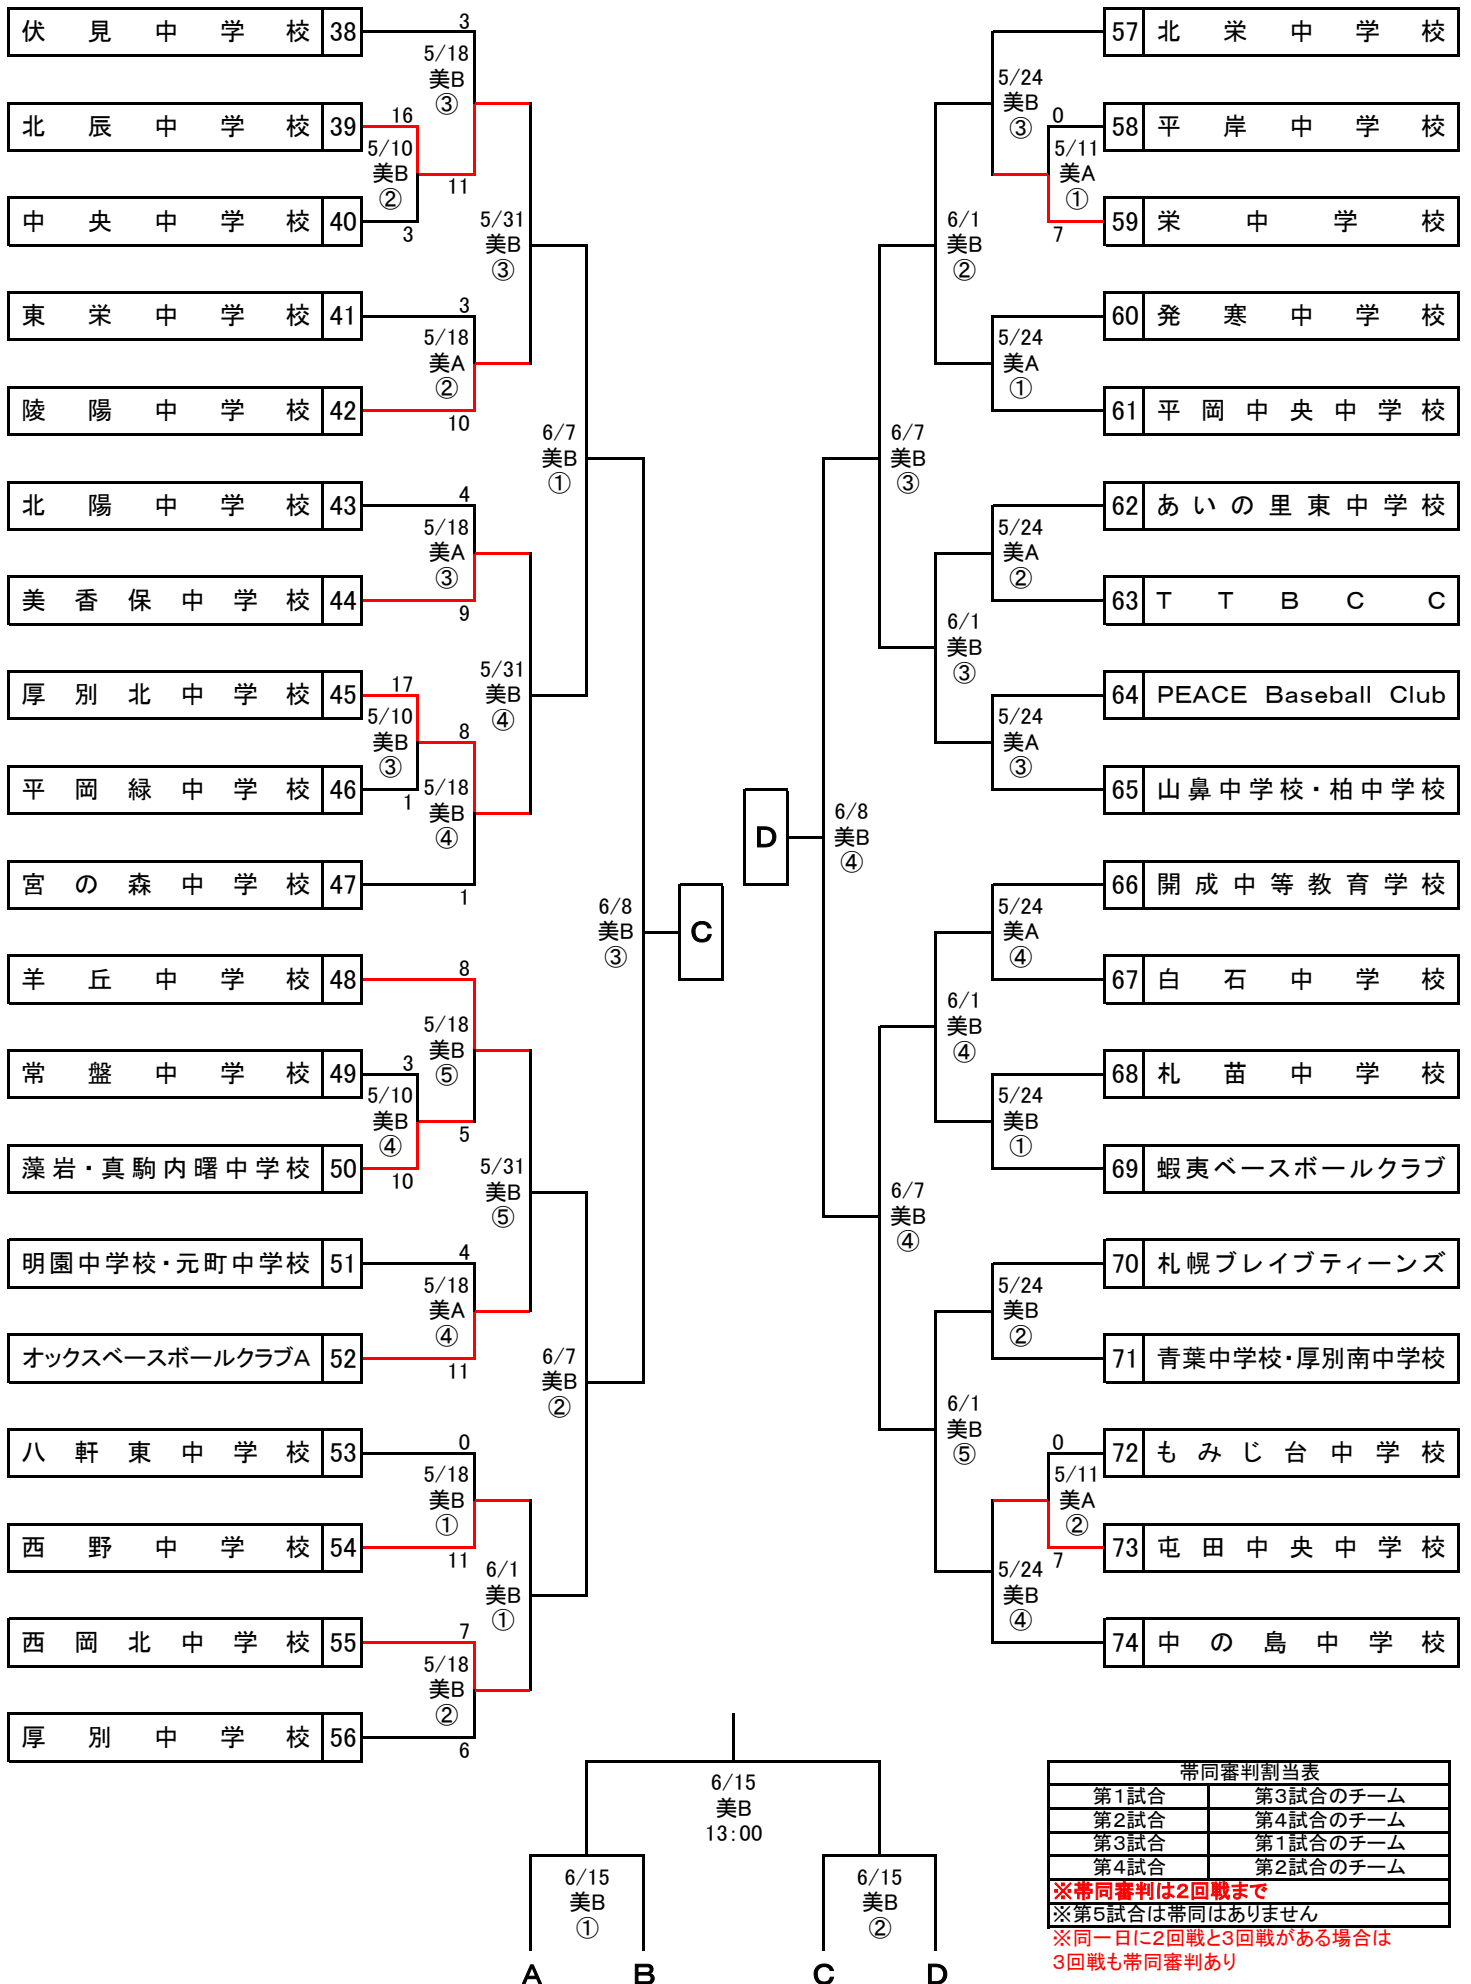 伏見中学校 38
3
5/18
美B
③
北辰中学校 39
16
5/10
美B
②
11
中央中学校 40
3
5/31
美B
③
東栄中学校 41
3
5/18
美A
②
陵陽中学校 42
10
6/7
美B
①
北陽中学校 43
4
5/18
美A
③
美香保中学校 44
9
厚別北中学校 45
17
5/10
美B
③
8
5/31
美B
④
平岡緑中学校 46
1
5/18
美B
④
宮の森中学校 47
1
6/8
美B
③
C
羊丘中学校 48
8
5/18
美B
⑤
常盤中学校 49
3
5/10
美B
④
5
藻岩・真駒内曙中学校 50
10
5/31
美B
⑤
明園中学校・元町中学校 51
4
5/18
美A
④
オックスベースボールクラブA 52
11
6/7
美B
②
八軒東中学校 53
0
5/18
美B
①
西野中学校 54
11
6/1
美B
①
西岡北中学校 55
7
5/18
美B
②
厚別中学校 56
6
57 北栄中学校
5/24
美B
③
58 平岸中学校
0
5/11
美A
①
59 栄中学校
7
6/1
美B
②
60 発寒中学校
5/24
美A
①
61 平岡中央中学校
6/7
美B
③
62 あいの里東中学校
5/24
美A
②
63 TTBCC
6/1
美B
③
64 PEACE Baseball Club
5/24
美A
③
65 山鼻中学校・柏中学校
D
6/8
美B
④
66 開成中等教育学校
5/24
美A
④
67 白石中学校
6/1
美B
④
68 札苗中学校
5/24
美B
①
69 蝦夷ベースボールクラブ
6/7
美B
④
70 札幌ブレイブティーンズ
5/24
美B
②
71 青葉中学校・厚別南中学校
6/1
美B
⑤
72 もみじ台中学校
0
5/11
美A
②
73 屯田中央中学校
7
5/24
美B
④
74 中の島中学校
6/15
美B
13:00
6/15
美B
①
6/15
美B
②
A B C D
帯同審判割当表
第1試合 第3試合のチーム
第2試合 第4試合のチーム
第3試合 第1試合のチーム
第4試合 第2試合のチーム
※帯同審判は2回戦まで
※第5試合は帯同はありません
※同一日に2回戦と3回戦がある場合は
3回戦も帯同審判あり